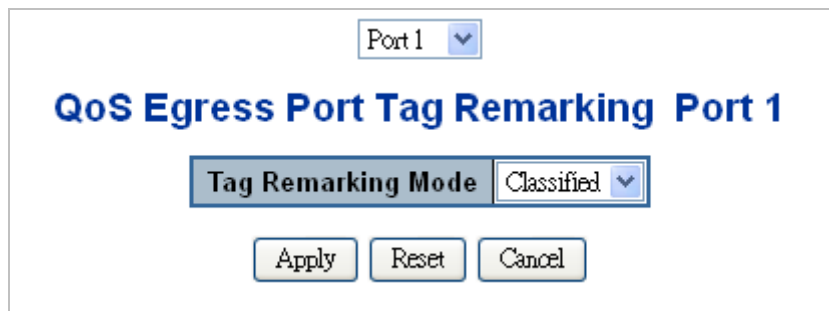 Port 1
QoS Egress Port Tag Remarking Port 1
Tag Remarking Mode Classified
Apply Reset Cancel